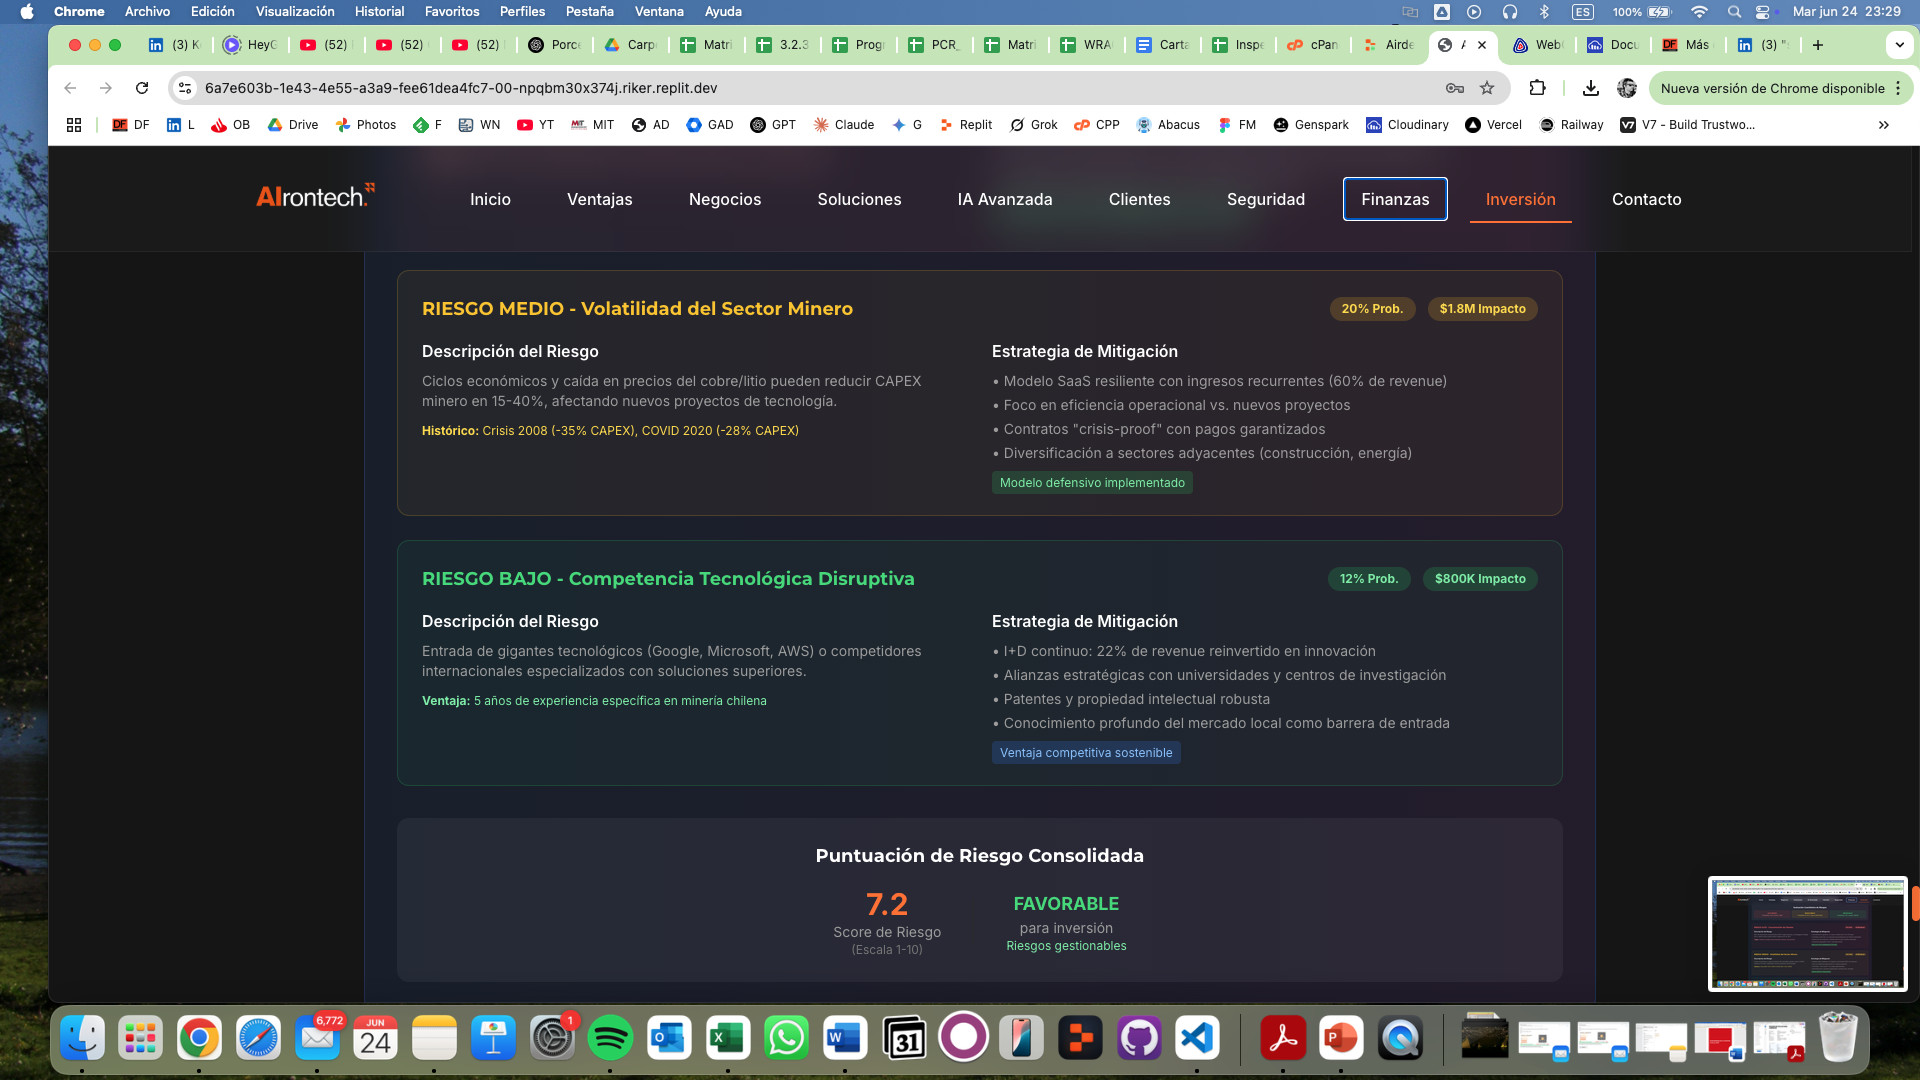 Chrome Archivo Edición Visualización Historial Favoritos Perfiles Pestaña Ventana Ayuda ES 100% Mar jun 24 23:29
(3) HeyG (52) (52) (52) Porce Carp Matri 3.2.3 Progr PCR_ Matri WRA Carta Inspe cPan Airde Web Docu Más (3) "
6a7e603b-1e43-4e55-a3a9-fee61dea4fc7-00-npqbm30x374j.riker.replit.dev Nueva versión de Chrome disponible
DF L OB Drive Photos F WN YT MIT AD GAD GPT Claude G Replit Grok CPP Abacus FM Genspark Cloudinary Vercel Railway V7 - Build Trustwo...
AIrontech. Inicio Ventajas Negocios Soluciones IA Avanzada Clientes Seguridad Finanzas Inversión Contacto
RIESGO MEDIO - Volatilidad del Sector Minero 20% Prob. $1.8M Impacto
Descripción del Riesgo
Ciclos económicos y caída en precios del cobre/litio pueden reducir CAPEX
minero en 15-40%, afectando nuevos proyectos de tecnología.
Histórico: Crisis 2008 (-35% CAPEX), COVID 2020 (-28% CAPEX)
Estrategia de Mitigación
• Modelo SaaS resiliente con ingresos recurrentes (60% de revenue)
• Foco en eficiencia operacional vs. nuevos proyectos
• Contratos "crisis-proof" con pagos garantizados
• Diversificación a sectores adyacentes (construcción, energía)
Modelo defensivo implementado
RIESGO BAJO - Competencia Tecnológica Disruptiva 12% Prob. $800K Impacto
Descripción del Riesgo
Entrada de gigantes tecnológicos (Google, Microsoft, AWS) o competidores
internacionales especializados con soluciones superiores.
Ventaja: 5 años de experiencia específica en minería chilena
Estrategia de Mitigación
• I+D continuo: 22% de revenue reinvertido en innovación
• Alianzas estratégicas con universidades y centros de investigación
• Patentes y propiedad intelectual robusta
• Conocimiento profundo del mercado local como barrera de entrada
Ventaja competitiva sostenible
Puntuación de Riesgo Consolidada
7.2
Score de Riesgo
(Escala 1-10)
FAVORABLE
para inversión
Riesgos gestionables
6,772 JUN 24 1 31